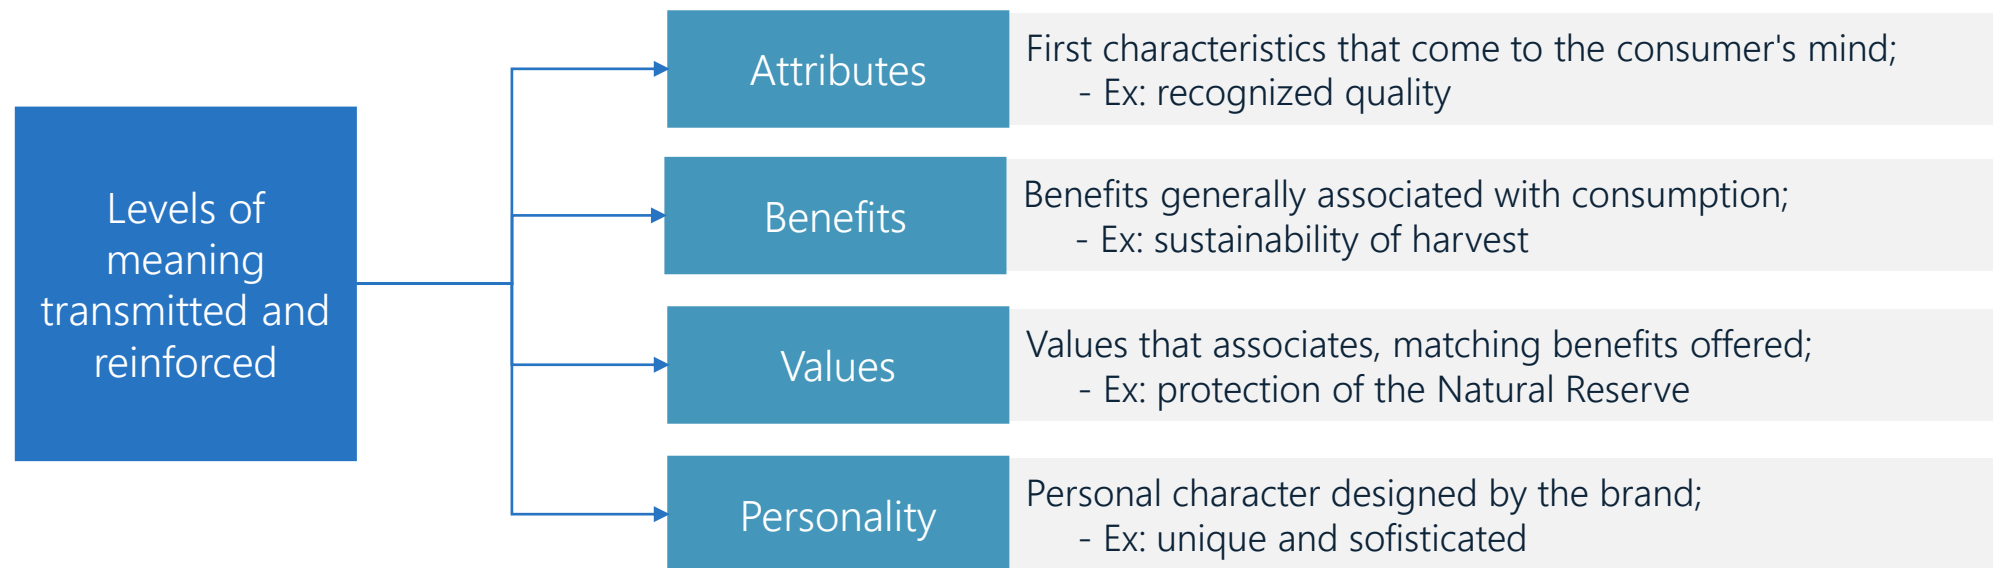 Levels of
meaning
transmitted and
reinforced
Attributes
First characteristics that come to the consumer's mind;
- Ex: recognized quality
Benefits
Benefits generally associated with consumption;
- Ex: sustainability of harvest
Values
Values that associates, matching benefits offered;
- Ex: protection of the Natural Reserve
Personality
Personal character designed by the brand;
- Ex: unique and sofisticated